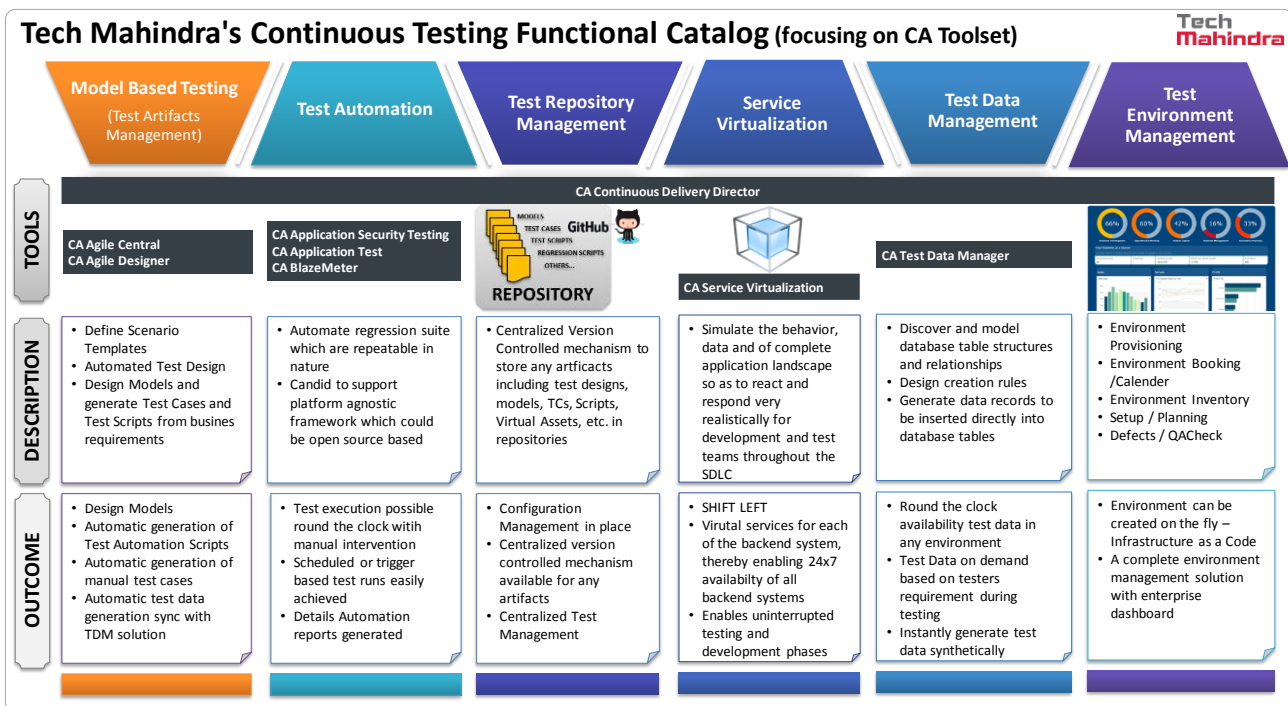 Tech Mahindra's Continuous Testing Functional Catalog (focusing on CA Toolset)
Tech
Mahindra
Model Based Testing
(Test Artifacts
Management)
Test Automation
Test Repository
Management
Service
Virtualization
Test Data
Management
Test
Environment
Management
TOOLS
CA Continuous Delivery Director
CA Agile Central
CA Agile Designer
CA Application Security Testing
CA Application Test
CA BlazeMeter
MODELS
TEST CASES
GitHub
TEST SCRIPTS
REGRESSION SCRIPTS
OTHERS...
REPOSITORY
CA Service Virtualization
CA Test Data Manager
66%
60%
42%
16%
33%
DESCRIPTION
• Define Scenario
Templates
• Automated Test Design
• Design Models and
generate Test Cases and
Test Scripts from busines
requirements
• Automate regression suite
which are repeatable in
nature
• Candid to support
platform agnostic
framework which could
be open source based
• Centralized Version
Controlled mechanism to
store any artficacts
including test designs,
models, TCs, Scripts,
Virtual Assets, etc. in
repositories
• Simulate the behavior,
data and of complete
application landscape
so as to react and
respond very
realistically for
development and test
teams throughout the
SDLC
• Discover and model
database table structures
and relationships
• Design creation rules
• Generate data records to
be inserted directly into
database tables
• Environment
Provisioning
• Environment Booking
/Calender
• Environment Inventory
• Setup / Planning
• Defects / QACheck
OUTCOME
• Design Models
• Automatic generation of
Test Automation Scripts
• Automatic generation of
manual test cases
• Automatic test data
generation sync with
TDM solution
• Test execution possible
round the clock witih
manual intervention
• Scheduled or trigger
based test runs easily
achieved
• Details Automation
reports generated
• Configuration
Management in place
• Centralized version
controlled mechanism
available for any
artifacts
• Centralized Test
Management
• SHIFT LEFT
• Virutal services for each
of the backend system,
thereby enabling 24x7
availabilty of all
backend systems
• Enables uninterrupted
testing and
development phases
• Round the clock
availability test data in
any environment
• Test Data on demand
based on testers
requirement during
testing
• Instantly generate test
data synthetically
• Environment can be
created on the fly –
Infrastructure as a Code
• A complete environment
management solution
with enterprise
dashboard